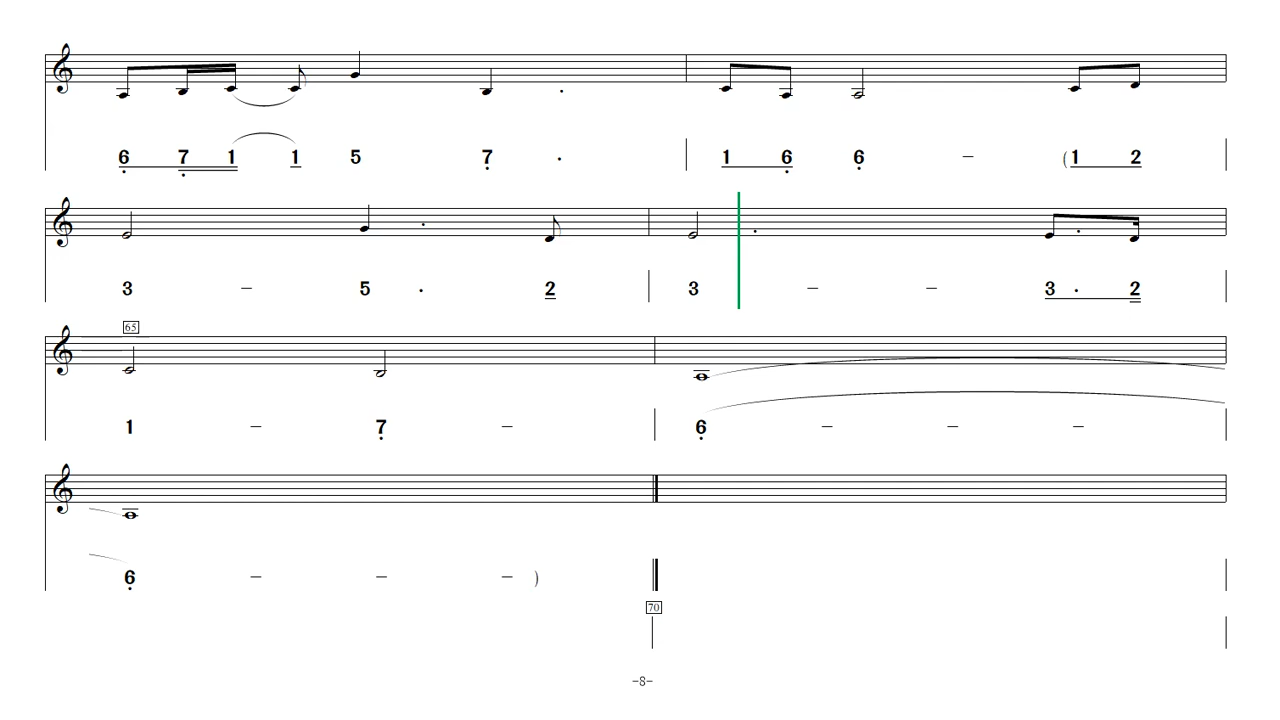 6 7 1 1 5 7 · 1 6 6 – (1 2
3 – 5 · 2 3 – – 3 · 2
65
1 – 7 – 6 – – –
6 – – – )
70
-8-